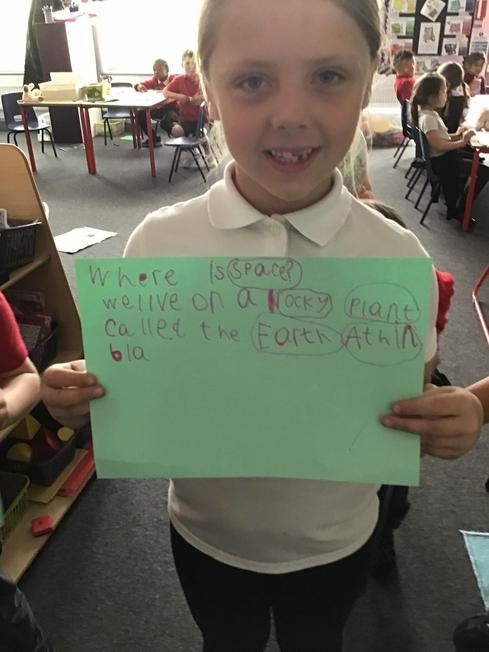 Where is space?
we live on a rocky Plant
called the Earth AthIn
bla